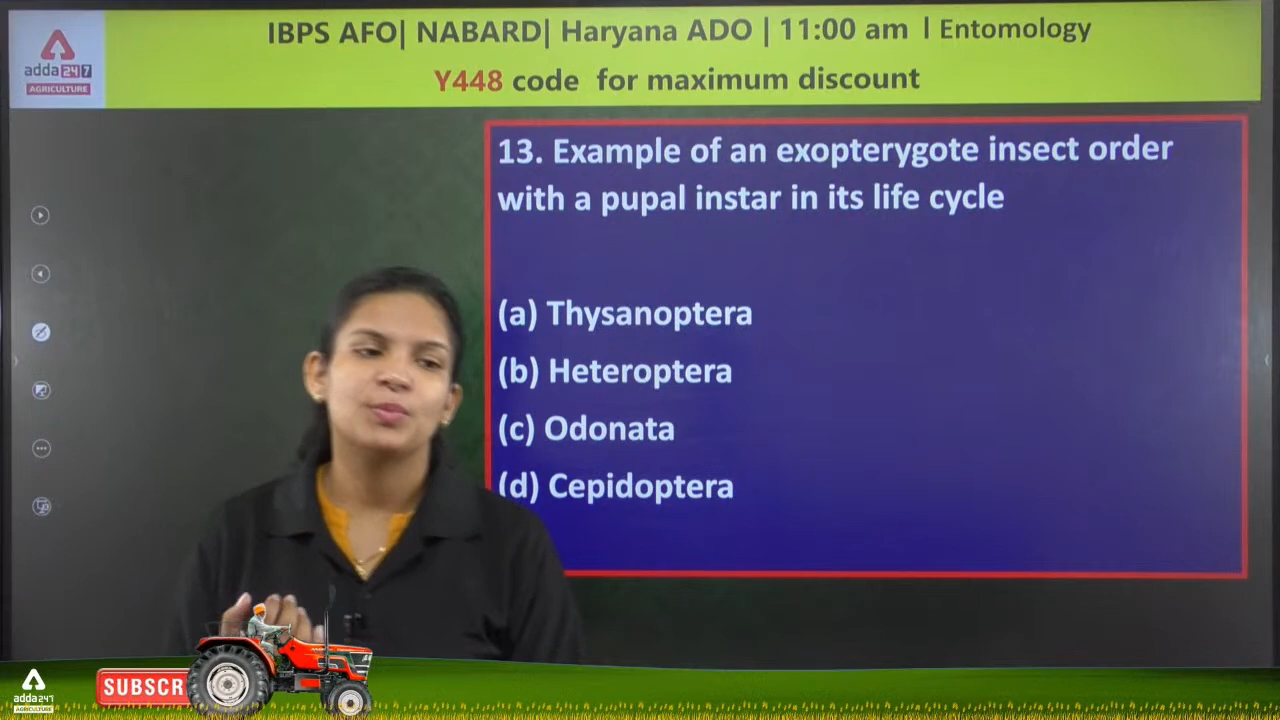 IBPS AFO| NABARD| Haryana ADO | 11:00 am l Entomology
Y448 code for maximum discount
adda247
AGRICULTURE
13. Example of an exopterygote insect order
with a pupal instar in its life cycle
(a) Thysanoptera
(b) Heteroptera
(c) Odonata
(d) Cepidoptera
SUBSCR
adda247
AGRICULTURE